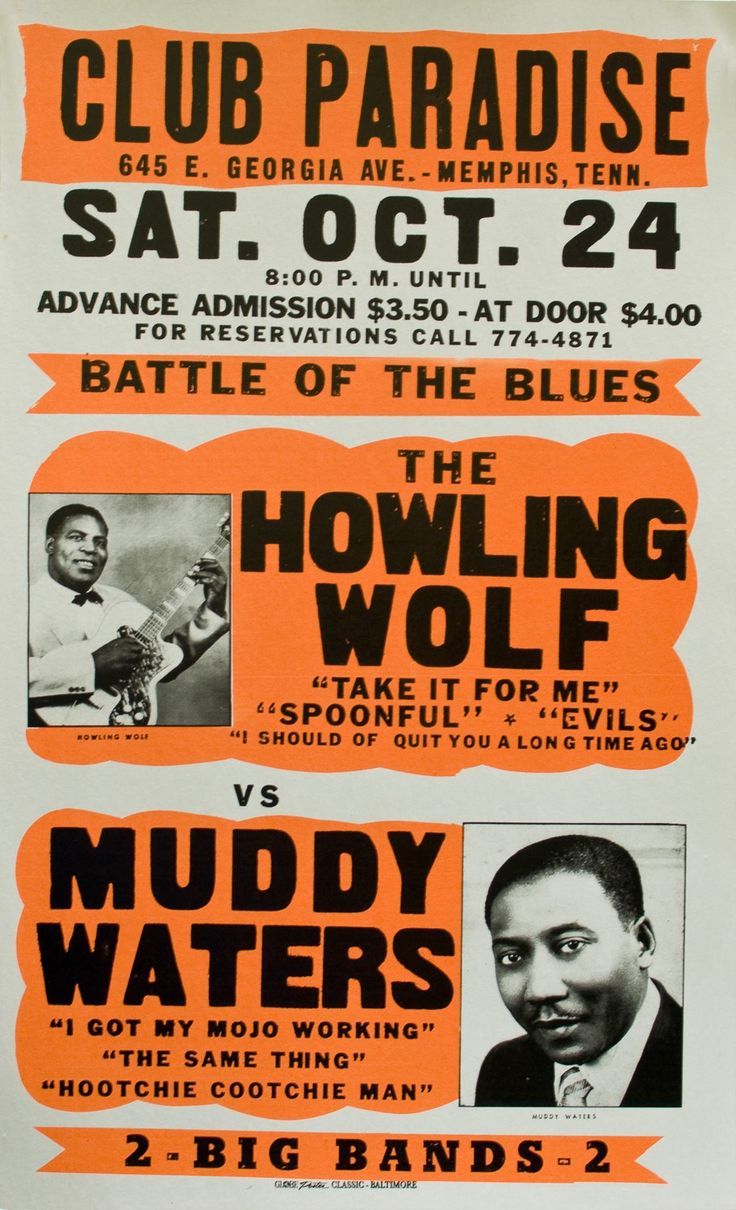 CLUB PARADISE
645 E. GEORGIA AVE.-MEMPHIS, TENN.
SAT. OCT. 24
8:00 P. M. UNTIL
ADVANCE ADMISSION $3.50 - AT DOOR $4.00
FOR RESERVATIONS CALL 774-4871
BATTLE OF THE BLUES
THE
HOWLING
WOLF
"TAKE IT FOR ME"
"SPOONFUL" * "EVILS"
"I SHOULD OF QUIT YOU A LONG TIME AGO"
HOWLING WOLF
VS
MUDDY
WATERS
"I GOT MY MOJO WORKING"
"THE SAME THING"
"HOOTCHIE COOTCHIE MAN"
MUDDY WATERS
2 - BIG BANDS - 2
GLOBE Poster CLASSIC - BALTIMORE